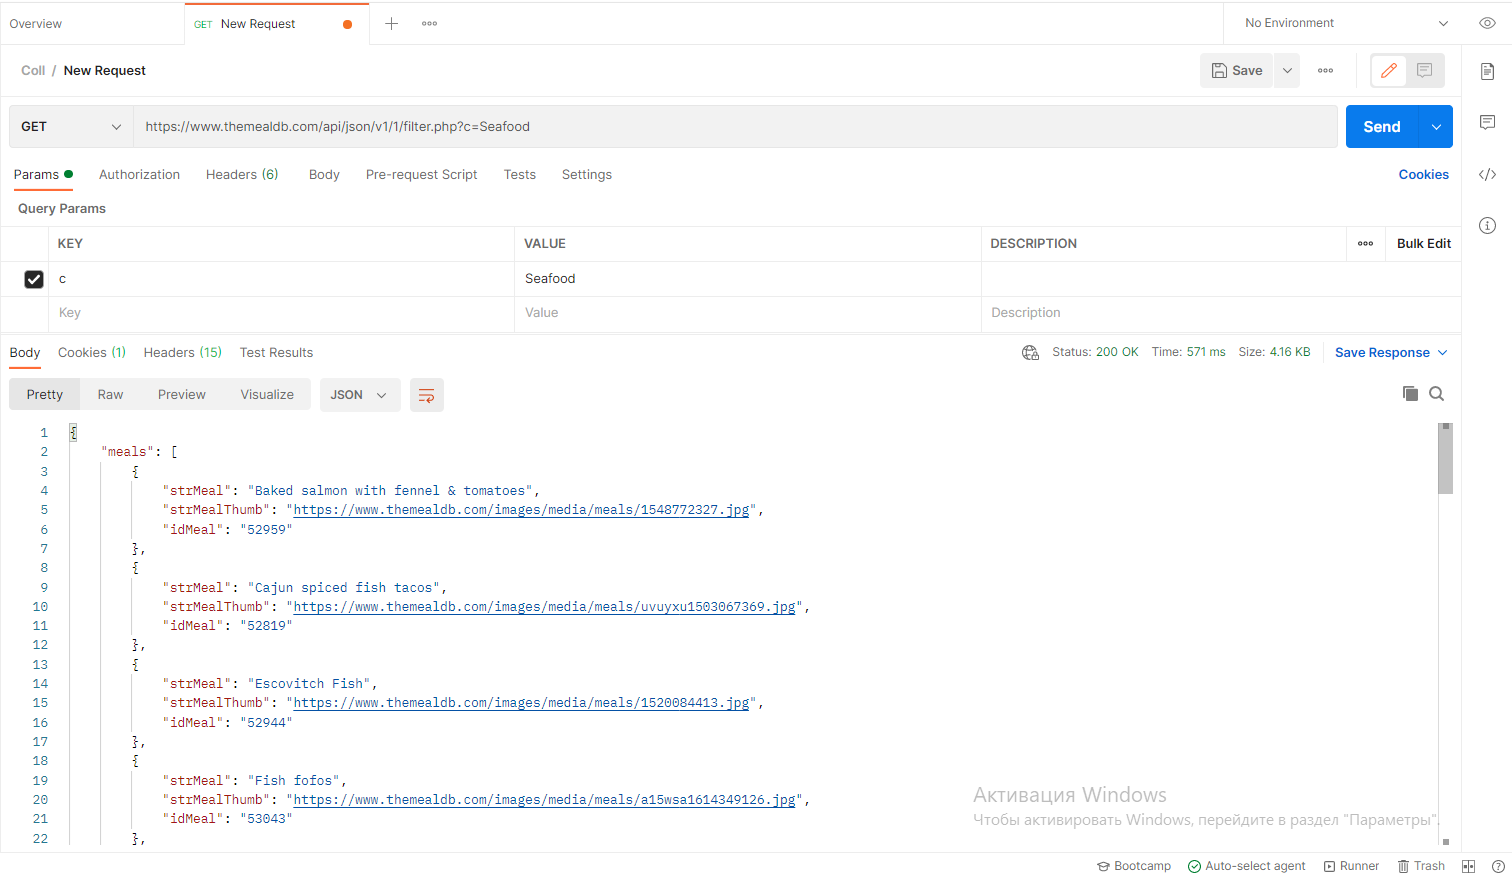 Overview
GET New Request
No Environment
Coll / New Request
Save
GET
https://www.themealdb.com/api/json/v1/1/filter.php?c=Seafood
Send
Params
Authorization
Headers (6)
Body
Pre-request Script
Tests
Settings
Cookies
Query Params
KEY
VALUE
DESCRIPTION
Bulk Edit
c
Seafood
Key
Value
Description
Body
Cookies (1)
Headers (15)
Test Results
Status: 200 OK
Time: 571 ms
Size: 4.16 KB
Save Response
Pretty
Raw
Preview
Visualize
JSON
1 {
2 "meals": [
3 {
4 "strMeal": "Baked salmon with fennel & tomatoes",
5 "strMealThumb": "https://www.themealdb.com/images/media/meals/1548772327.jpg",
6 "idMeal": "52959"
7 },
8 {
9 "strMeal": "Cajun spiced fish tacos",
10 "strMealThumb": "https://www.themealdb.com/images/media/meals/uvuyxu1503067369.jpg",
11 "idMeal": "52819"
12 },
13 {
14 "strMeal": "Escovitch Fish",
15 "strMealThumb": "https://www.themealdb.com/images/media/meals/1520084413.jpg",
16 "idMeal": "52944"
17 },
18 {
19 "strMeal": "Fish fofos",
20 "strMealThumb": "https://www.themealdb.com/images/media/meals/a15wsa1614349126.jpg",
21 "idMeal": "53043"
22 },
Активация Windows
Чтобы активировать Windows, перейдите в раздел "Параметры".
Bootcamp
Auto-select agent
Runner
Trash